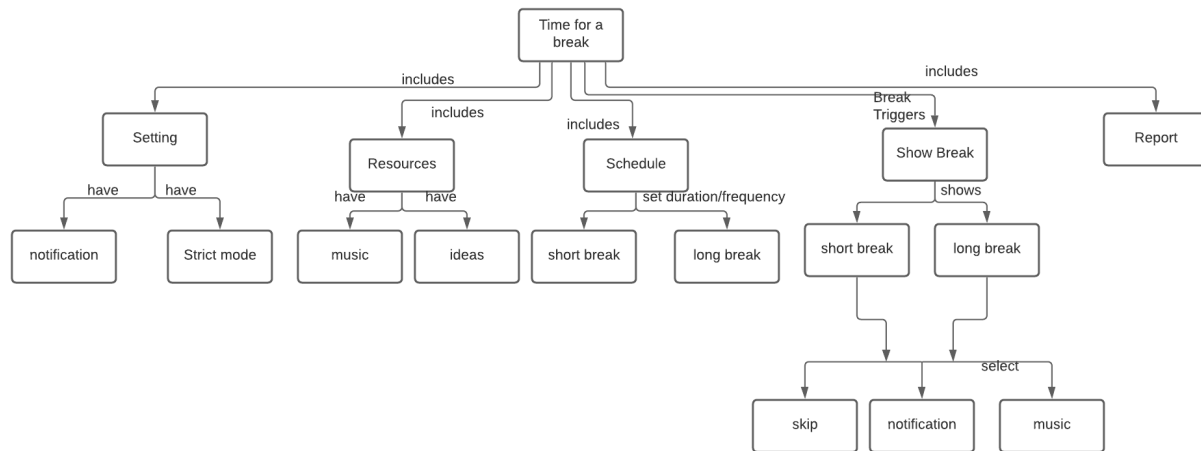 Time for a
break
includes
includes
includes
Break
Triggers
includes
Setting
Resources
Schedule
Show Break
Report
have
have
have
have
set duration/frequency
shows
notification
Strict mode
music
ideas
short break
long break
short break
long break
select
skip
notification
music